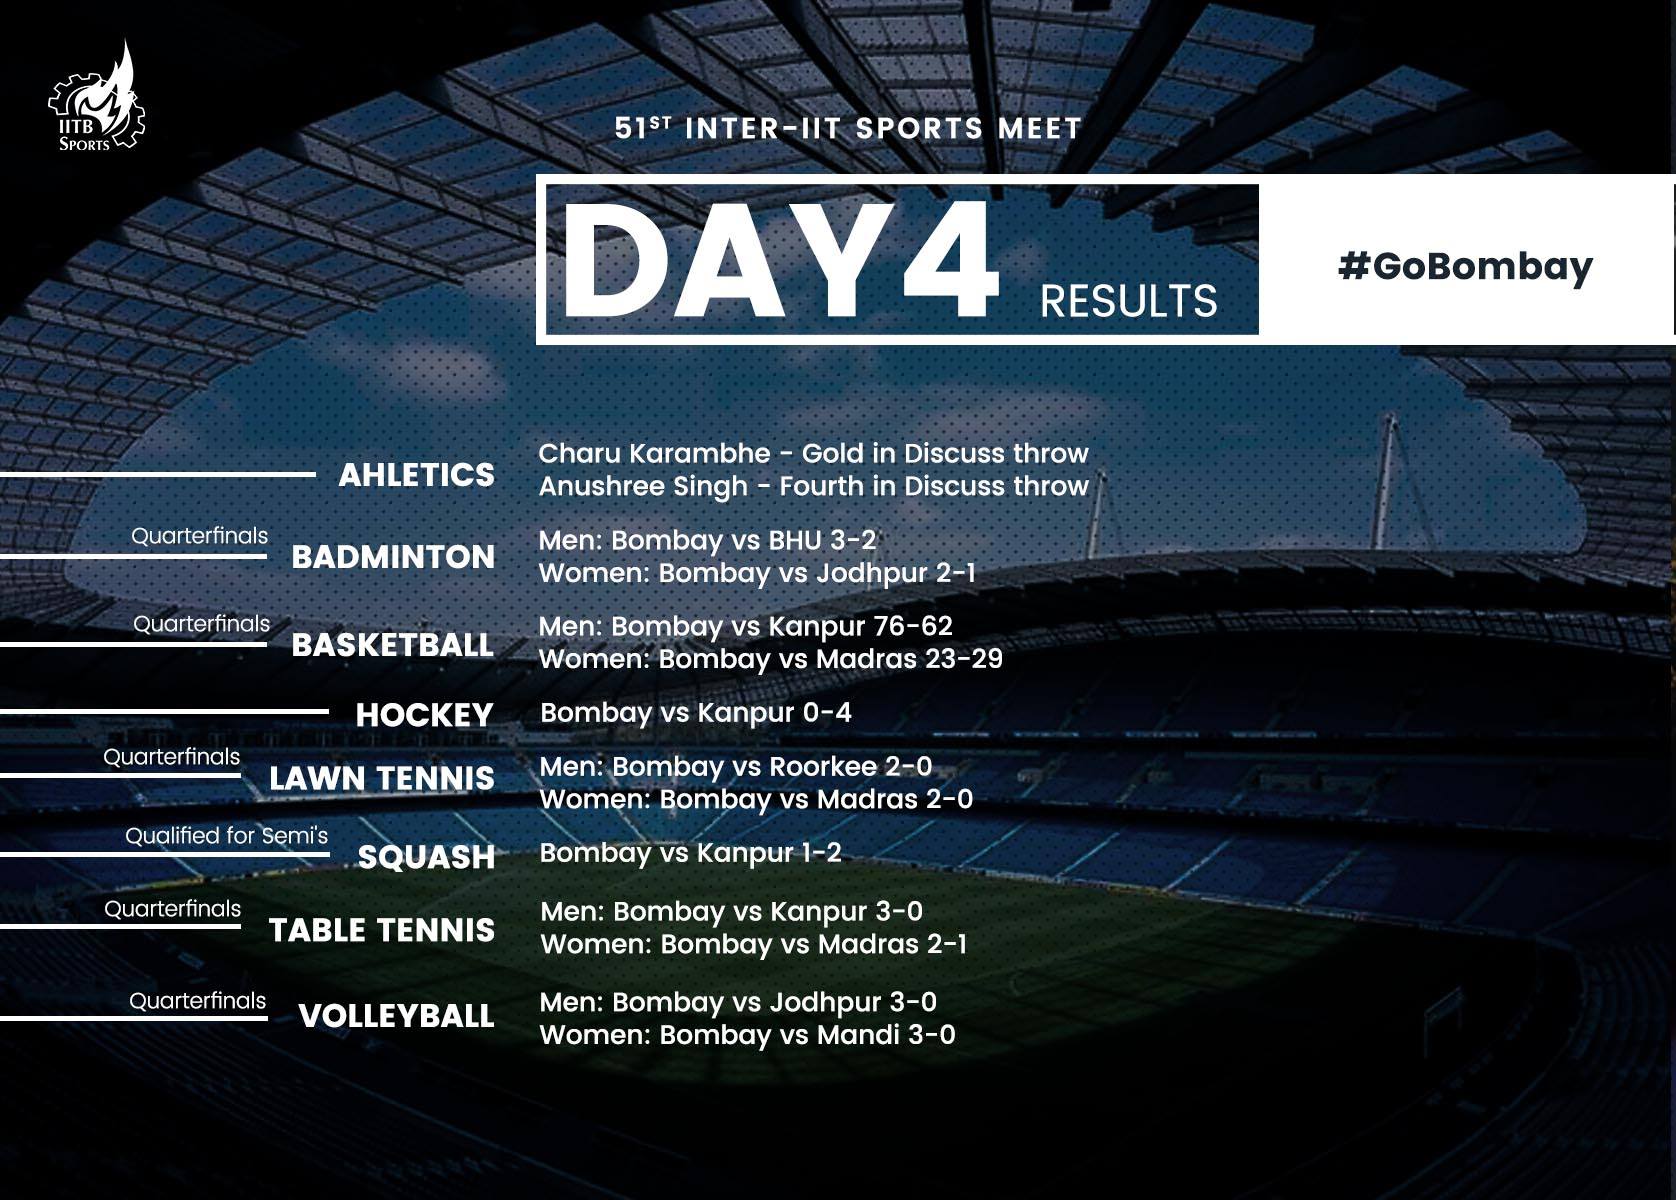 IITB
SPORTS
51ST INTER-IIT SPORTS MEET
DAY4 RESULTS
#GoBombay
AHLETICS
Charu Karambhe - Gold in Discuss throw
Anushree Singh - Fourth in Discuss throw
Quarterfinals
BADMINTON
Men: Bombay vs BHU 3-2
Women: Bombay vs Jodhpur 2-1
Quarterfinals
BASKETBALL
Men: Bombay vs Kanpur 76-62
Women: Bombay vs Madras 23-29
HOCKEY
Bombay vs Kanpur 0-4
Quarterfinals
LAWN TENNIS
Men: Bombay vs Roorkee 2-0
Women: Bombay vs Madras 2-0
Qualified for Semi's
SQUASH
Bombay vs Kanpur 1-2
Quarterfinals
TABLE TENNIS
Men: Bombay vs Kanpur 3-0
Women: Bombay vs Madras 2-1
Quarterfinals
VOLLEYBALL
Men: Bombay vs Jodhpur 3-0
Women: Bombay vs Mandi 3-0